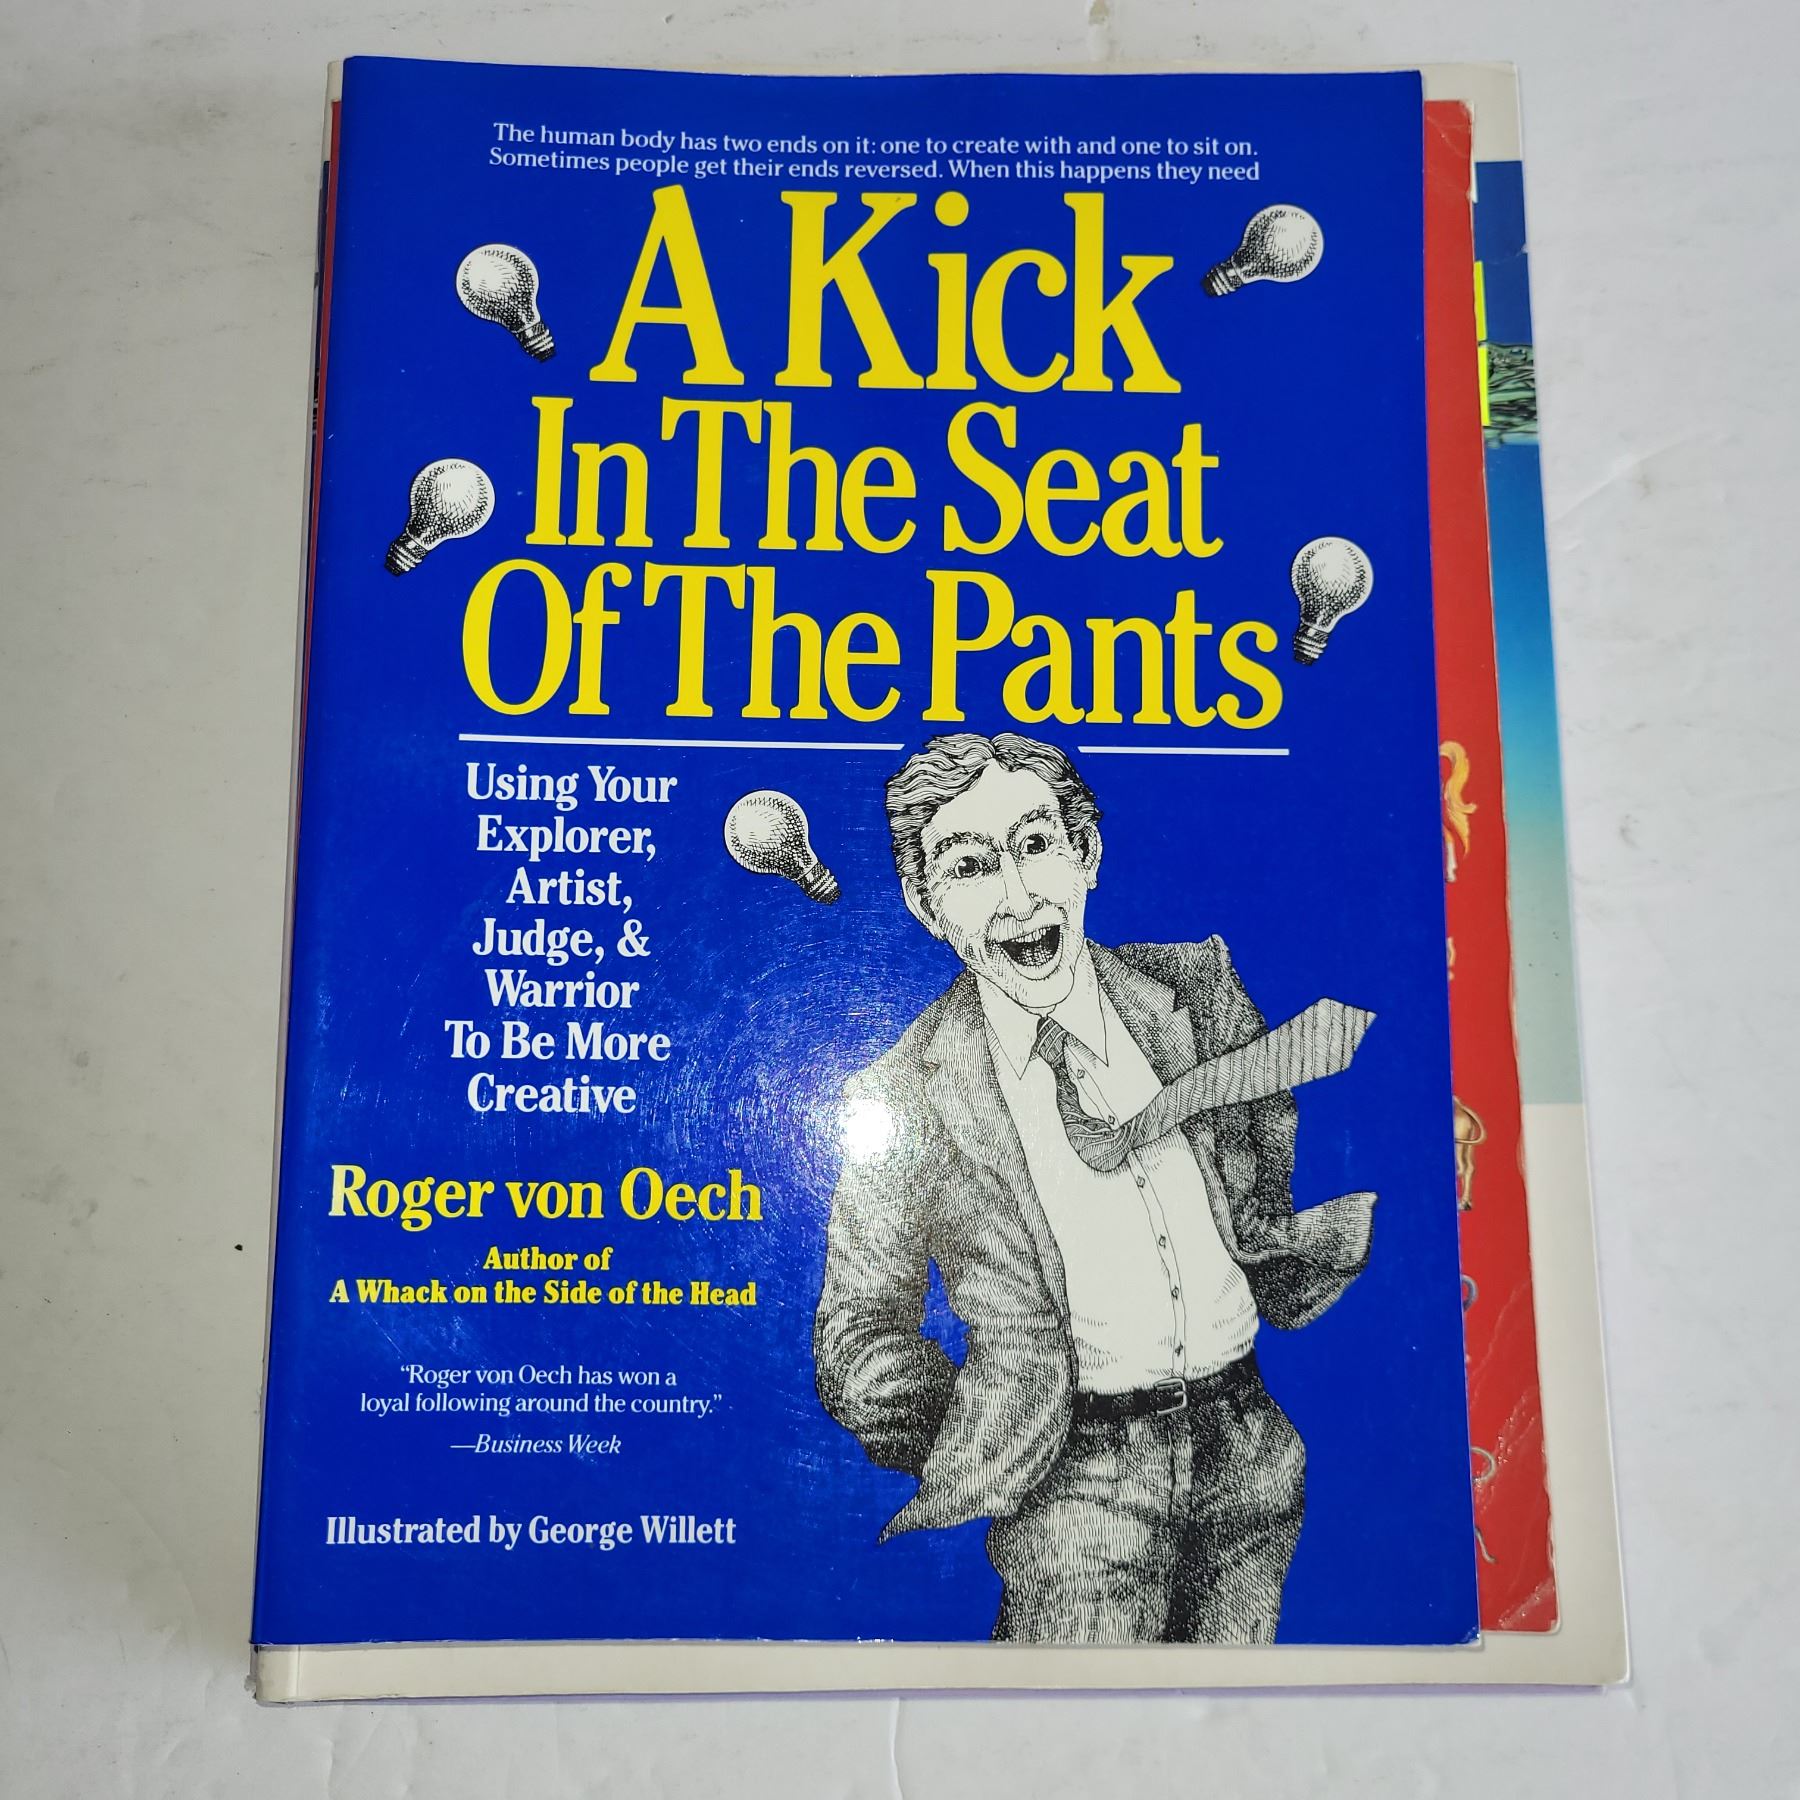 The human body has two ends on it: one to create with and one to sit on.
Sometimes people get their ends reversed. When this happens they need
A Kick
In The Seat
Of The Pants
Using Your
Explorer,
Artist,
Judge, &
Warrior
To Be More
Creative
Roger von Oech
Author of
A Whack on the Side of the Head
“Roger von Oech has won a
loyal following around the country.”
—Business Week
Illustrated by George Willett